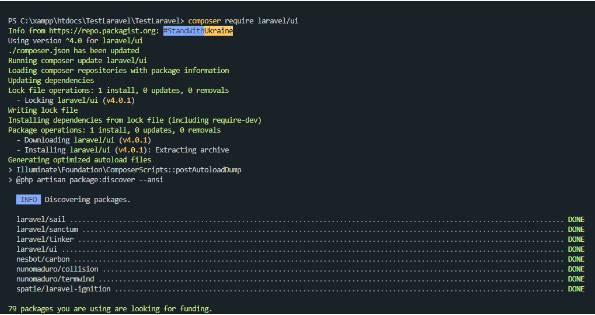 PS C:\xampp\htdocs\TestLaravel\TestLaravel> composer require laravel/ui
Info from https://repo.packagist.org: #StandWithUkraine
Using version ^4.0 for laravel/ui
./composer.json has been updated
Running composer update laravel/ui
Loading composer repositories with package information
Updating dependencies
Lock file operations: 1 install, 0 updates, 0 removals
- Locking laravel/ui (v4.0.1)
Writing lock file
Installing dependencies from lock file (including require-dev)
Package operations: 1 install, 0 updates, 0 removals
- Downloading laravel/ui (v4.0.1)
- Installing laravel/ui (v4.0.1): Extracting archive
Generating optimized autoload files
> Illuminate\Foundation\ComposerScripts::postAutoloadDump
> @php artisan package:discover --ansi
INFO Discovering packages.
laravel/sail ........ DONE
laravel/sanctum ........ DONE
laravel/tinker ........ DONE
laravel/ui ........ DONE
nesbot/carbon ........ DONE
nunomaduro/collision ........ DONE
nunomaduro/termwind ........ DONE
spatie/laravel-ignition ........ DONE
79 packages you are using are looking for funding.